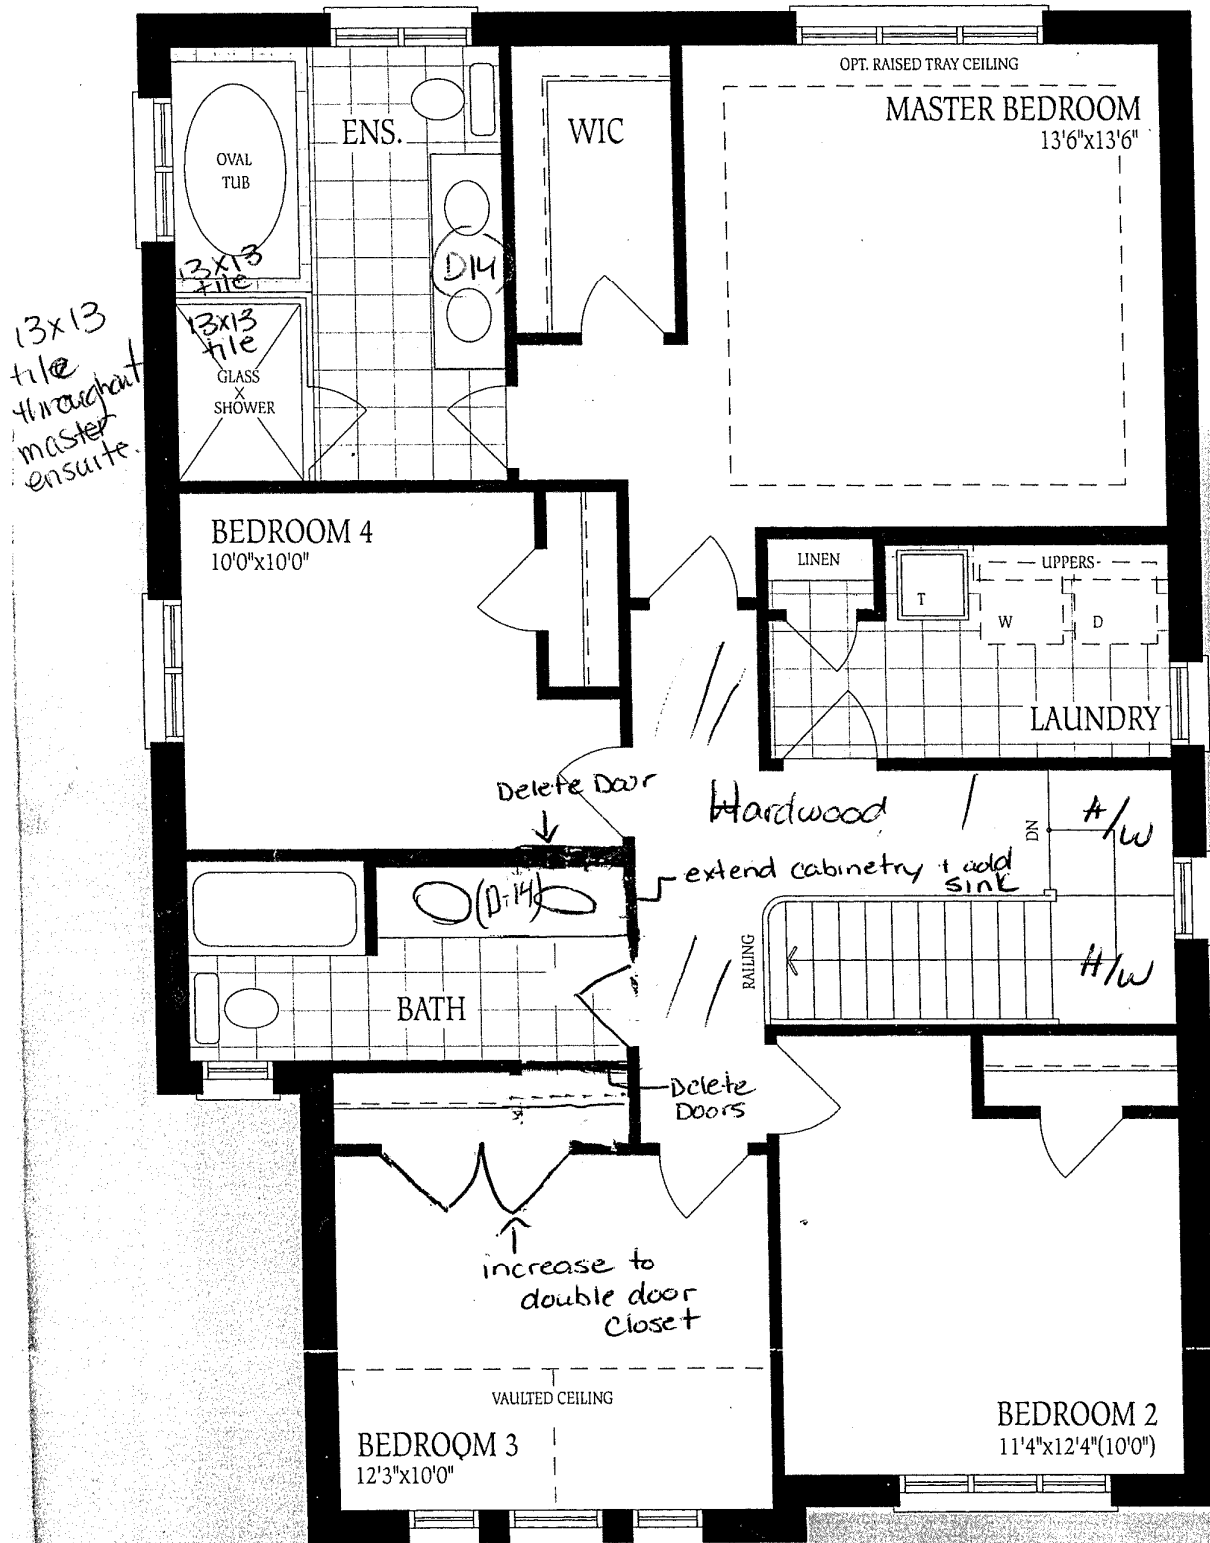 OPT. RAISED TRAY CEILING
MASTER BEDROOM
13'6"x13'6"
ENS.
WIC
OVAL
TUB
D14
13x13
tile
13x13
tile
GLASS
X
SHOWER
13x13
tile
throughout
master
ensuite.
BEDROOM 4
10'0"x10'0"
LINEN
UPPERS
T
W
D
LAUNDRY
Delete Door
Hardwood
DN
H/W
extend cabinetry + add
sink
(D-14)
RAILING
H/W
BATH
Delete
Doors
increase to
double door
Closet
VAULTED CEILING
BEDROOM 3
12'3"x10'0"
BEDROOM 2
11'4"x12'4"(10'0")